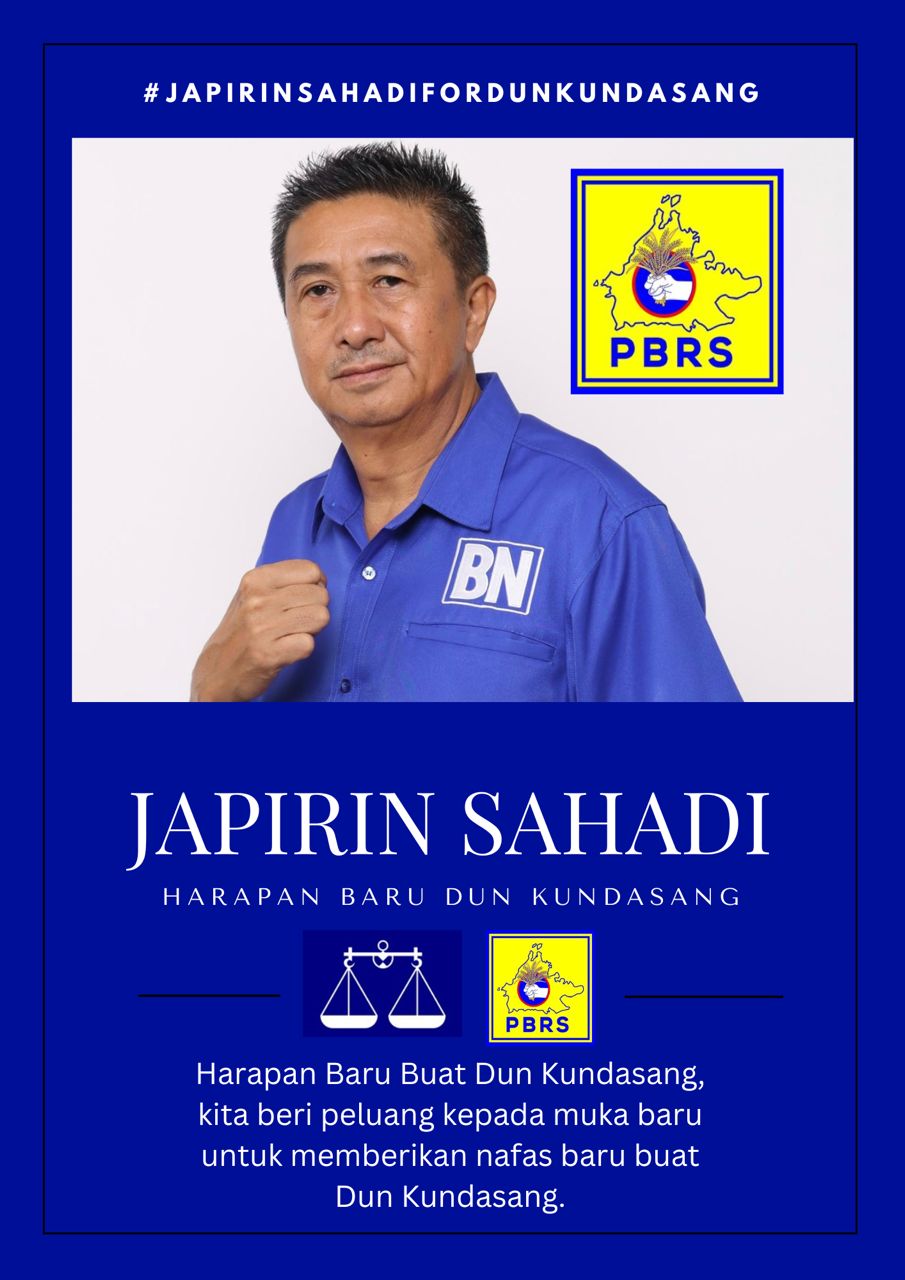 #JAPIRINSAHADIFORDUNKUNDASANG
PBRS
BN
JAPIRIN SAHADI
HARAPAN BARU DUN KUNDASANG
PBRS
Harapan Baru Buat Dun Kundasang,
kita beri peluang kepada muka baru
untuk memberikan nafas baru buat
Dun Kundasang.